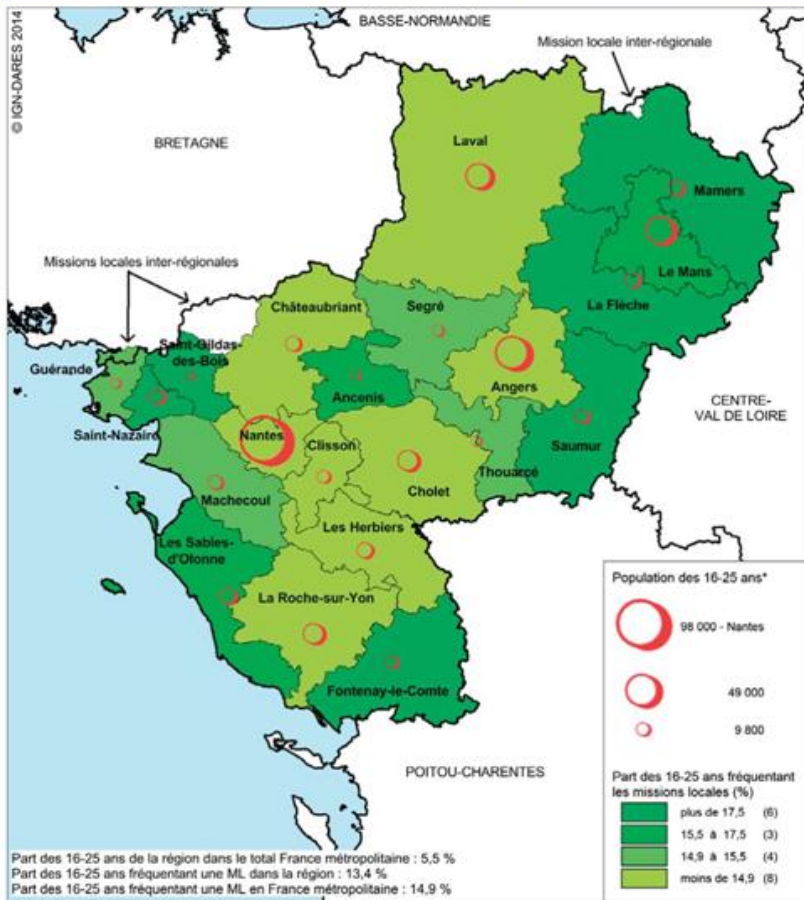 © IGN-DARES 2014
BASSE-NORMANDIE
Mission locale inter-régionale
BRETAGNE
Laval
Mamers
Le Mans
La Flèche
Missions locales inter-régionales
Châteaubriant
Segré
Saint-Gildas-
des-Bois
Guérande
Ancenis
Angers
CENTRE-
VAL DE LOIRE
Saint-Nazaire
Nantes
Clisson
Saumur
Thouarcé
Cholet
Machecoul
Les Herbiers
Les Sables-
d'Olonne
La Roche-sur-Yon
Fontenay-le-Comte
POITOU-CHARENTES
Population des 16-25 ans*
98 000 - Nantes
49 000
9 800
Part des 16-25 ans fréquentant
les missions locales (%)
plus de 17,5 (6)
15,5 à 17,5 (3)
14,9 à 15,5 (4)
moins de 14,9 (8)
Part des 16-25 ans de la région dans le total France métropolitaine : 5,5 %
Part des 16-25 ans fréquentant une ML dans la région : 13,4 %
Part des 16-25 ans fréquentant une ML en France métropolitaine : 14,9 %